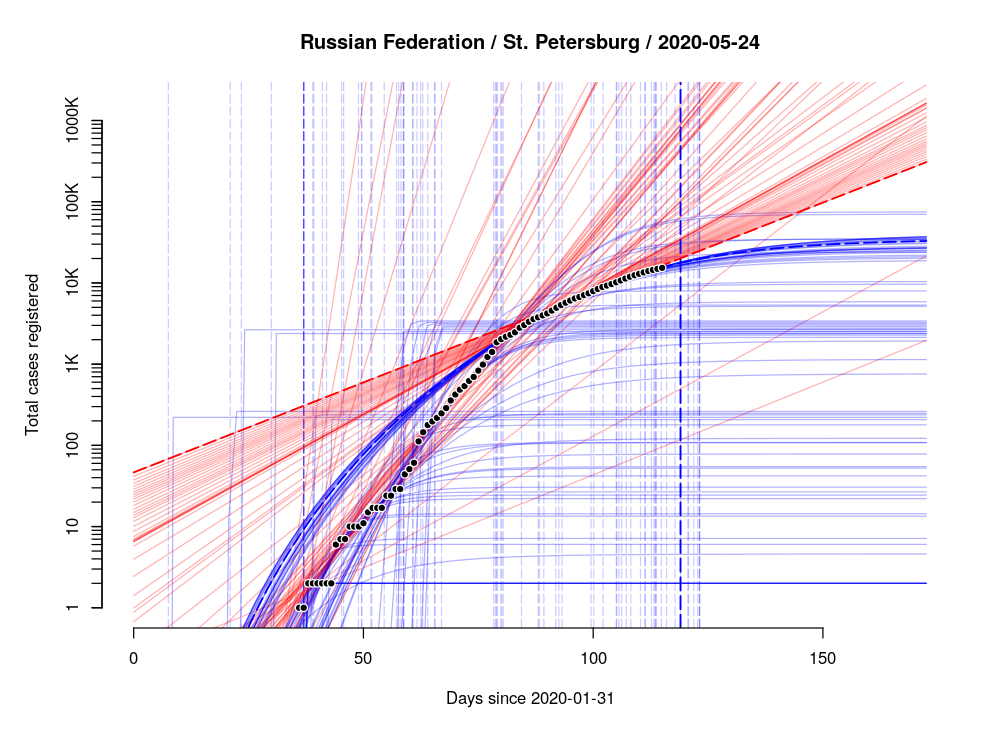 Russian Federation / St. Petersburg / 2020-05-24
Total cases registered
1000K
100K
10K
1K
100
10
1
0 50 100 150
Days since 2020-01-31